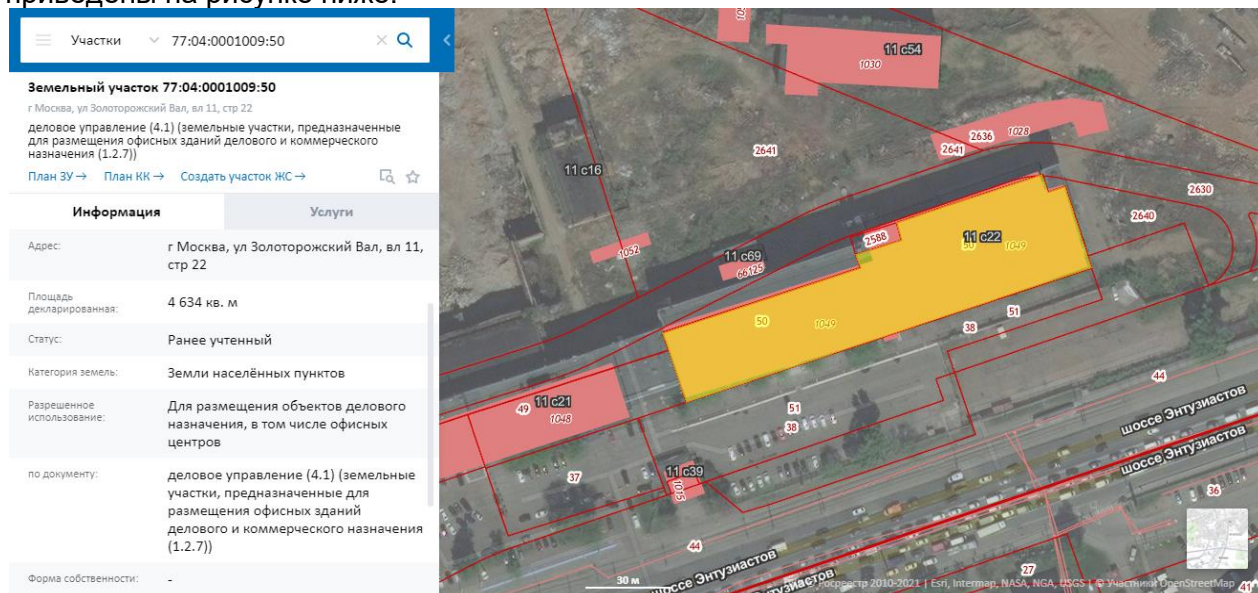 приведены на рисунке ниже.
Участки 77:04:0001009:50
Земельный участок 77:04:0001009:50
г Москва, ул Золоторожский Вал, вл 11, стр 22
деловое управление (4.1) (земельные участки, предназначенные
для размещения офисных зданий делового и коммерческого
назначения (1.2.7))
План ЗУ → План КК → Создать участок ЖС →
Информация Услуги
Адрес: г Москва, ул Золоторожский Вал, вл 11,
стр 22
Площадь
декларированная: 4 634 кв. м
Статус: Ранее учтенный
Категория земель: Земли населённых пунктов
Разрешенное
использование: Для размещения объектов делового
назначения, в том числе офисных
центров
по документу: деловое управление (4.1) (земельные
участки, предназначенные для
размещения офисных зданий
делового и коммерческого назначения
(1.2.7))
Форма собственности: -
11 с54
1030
2636 1028
2641
2641
11 с16
2630
2640
2588
11 с22
50 1049
1052
11 с69
66125
51
50 1049
38
44
49 11 с21
1048
51
38
шоссе Энтузиастов
шоссе Энтузиастов
11 с39
37
1015
36
44
27
30 м
шоссе Энтузиастов
Росреестр 2010-2021 | Esri, Intermap, NASA, NGA, USGS | © Участники OpenStreetMap
41